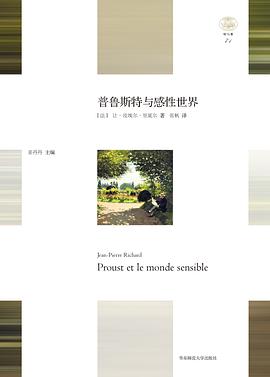 普鲁斯特与感性世界
[法] 让-皮埃尔·里夏尔 著 张帆 译
姜丹丹 主编
Jean-Pierre Richard
Proust et le monde sensible
华东师范大学出版社